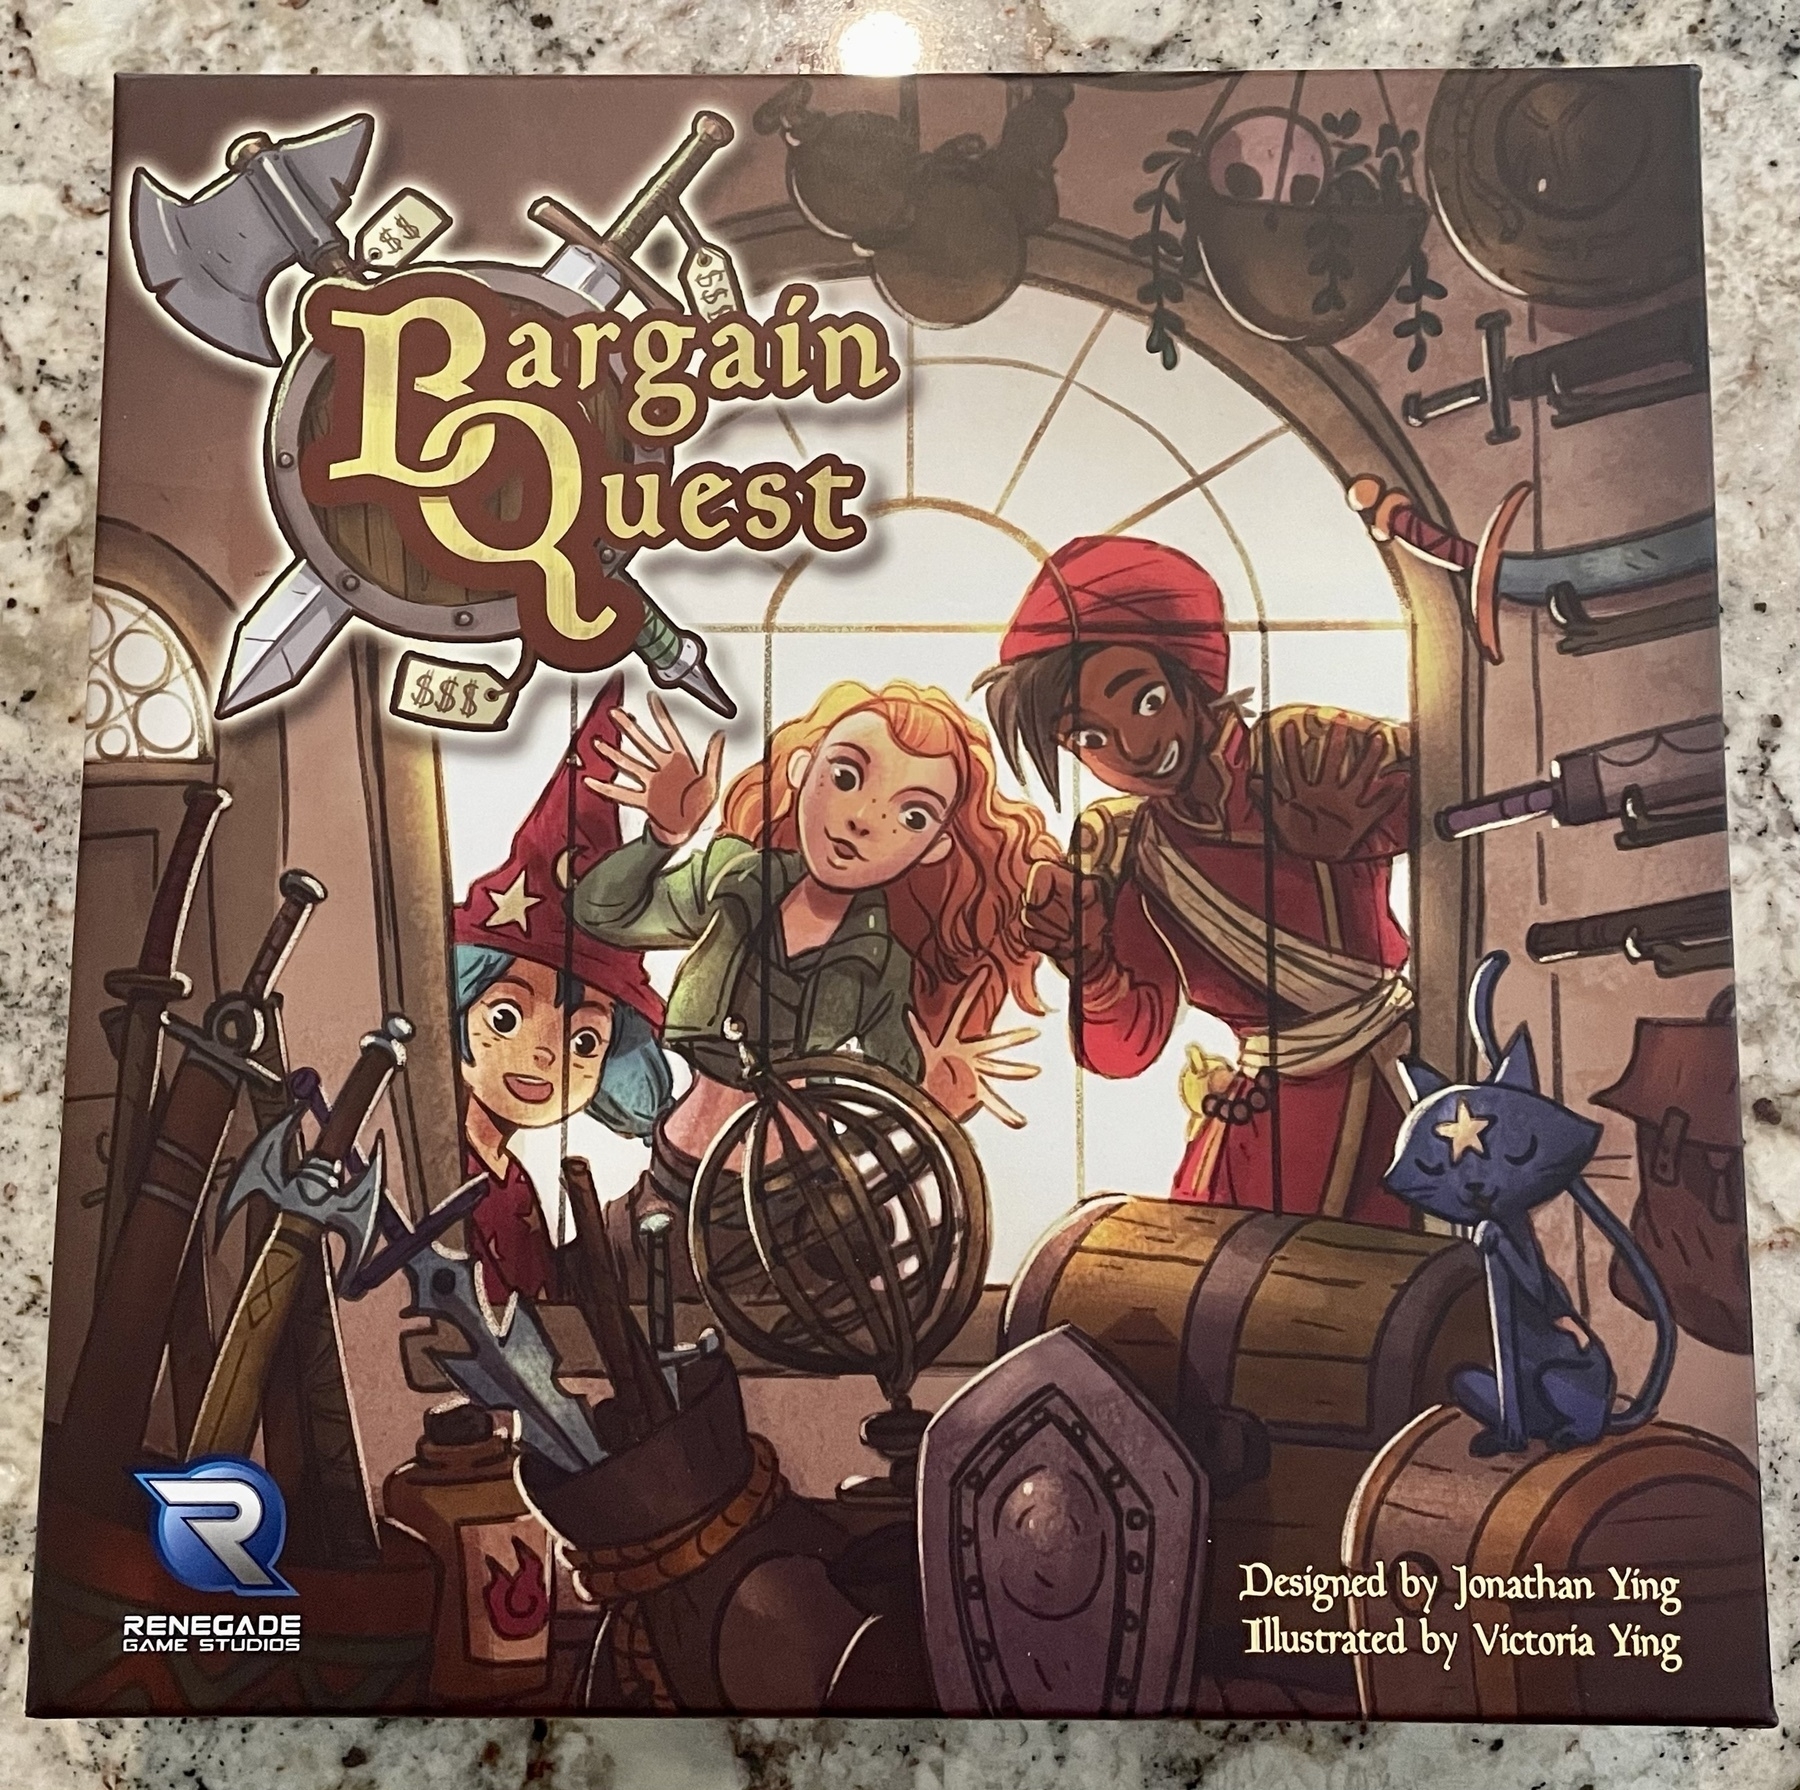 $$
$$$
Bargain
Quest
$$$
R
RENEGADE
GAME STUDIOS
Designed by Jonathan Ying
Illustrated by Victoria Ying